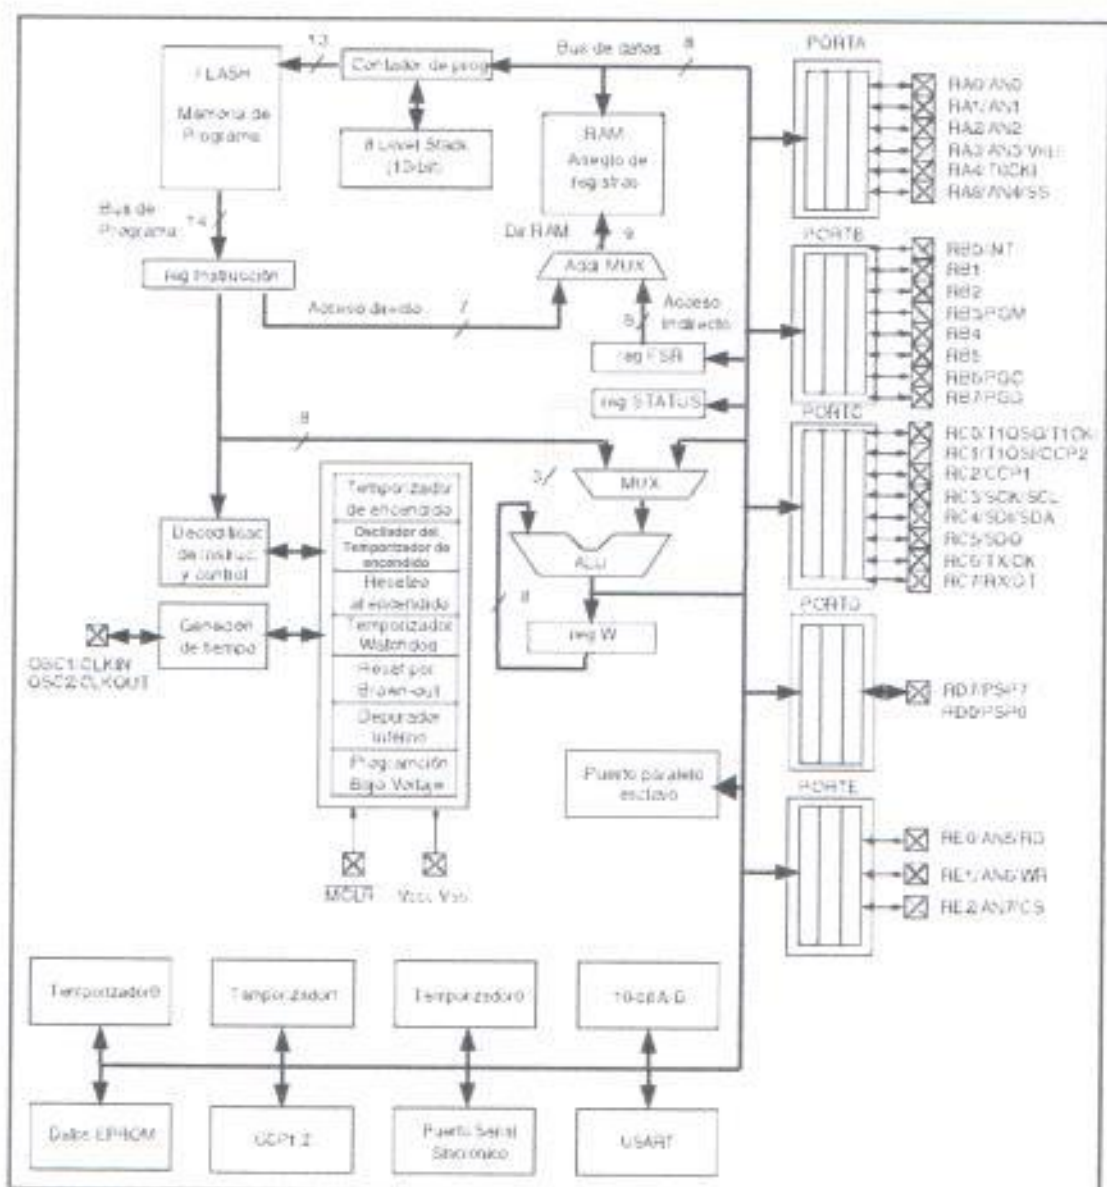 13
Bus de datos
8
PORTA
FLASH
Memoria de
Programa
Contador de prog
8 Level Stack
(13-bit)
RAM
Arreglo de
registros
RA0/AN0
RA1/AN1
RA2/AN2
RA4/T0CKI
Bus de
Programa
14
Dir RAM
9
PORTB
reg Instrucción
Addr MUX
RB0/INT
RB1
RB2
RB3/PGM
RB4
RB5
RB6/PGC
RB7/PGD
Acceso directo
7
Acceso
Indirecto
8
reg FSR
reg STATUS
PORTC
8
3
MUX
RC0/T1OSO/T1CKI
RC1/T1OSI/CCP2
RC2/CCP1
RC3/SCK/SCL
RC4/SDI/SDA
RC5/SDO
RC6/TX/CK
RC7/RX/DT
Temporizador
de encendido
Oscilador del
Temporizador de
encendido
Reseteo
al encendido
Temporizador
Watchdog
Reset por
Brown-out
Depurador
Interno
Programción
Bajo Voltaje
Decodificac
de Instruc
y control
ALU
8
reg W
Generador
de tiempo
OSC1/CLKIN
OSC2/CLKOUT
PORTD
RD7/PSP7
RD0/PSP0
Puerto paralelo
esclavo
PORTE
RE0/AN5/RD
RE1/AN6/WR
RE2/AN7/CS
MCLR
Temporizador0
Temporizador1
Temporizador0
10-bit A-D
Datos EPROM
CCP1,2
Puerto Serial
Sincrónico
USART